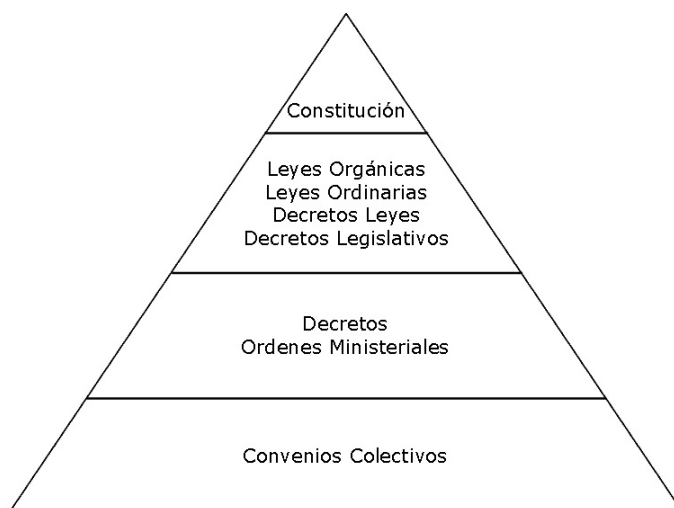 Constitución
Leyes Orgánicas
Leyes Ordinarias
Decretos Leyes
Decretos Legislativos
Decretos
Ordenes Ministeriales
Convenios Colectivos